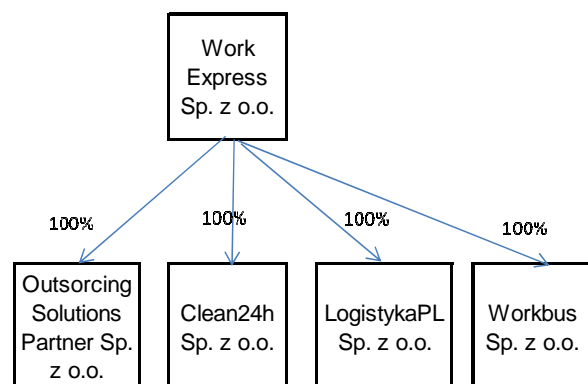 Work
Express
Sp. z o.o.
100%
100%
100%
100%
Outsorcing
Solutions
Partner Sp.
z o.o.
Clean24h
Sp. z o.o.
LogistykaPL
Sp. z o.o.
Workbus
Sp. z o.o.